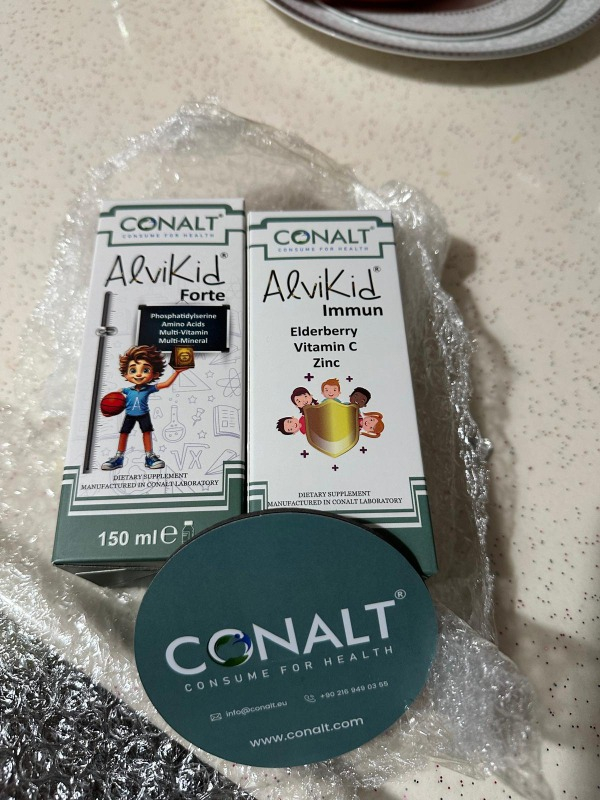 CONALT®
CONSUME FOR HEALTH
AlviKid®
Forte
Phosphatidylserine
Amino Acids
Multi-Vitamin
Multi-Mineral
A
DIETARY SUPPLEMENT
MANUFACTURED IN CONALT LABORATORY
150 ml ℮
CONALT®
CONSUME FOR HEALTH
AlviKid®
Immun
Elderberry
Vitamin C
Zinc
DIETARY SUPPLEMENT
MANUFACTURED IN CONALT LABORATORY
CONALT®
CONSUME FOR HEALTH
info@conalt.eu
+90 216 949 03 55
www.conalt.com